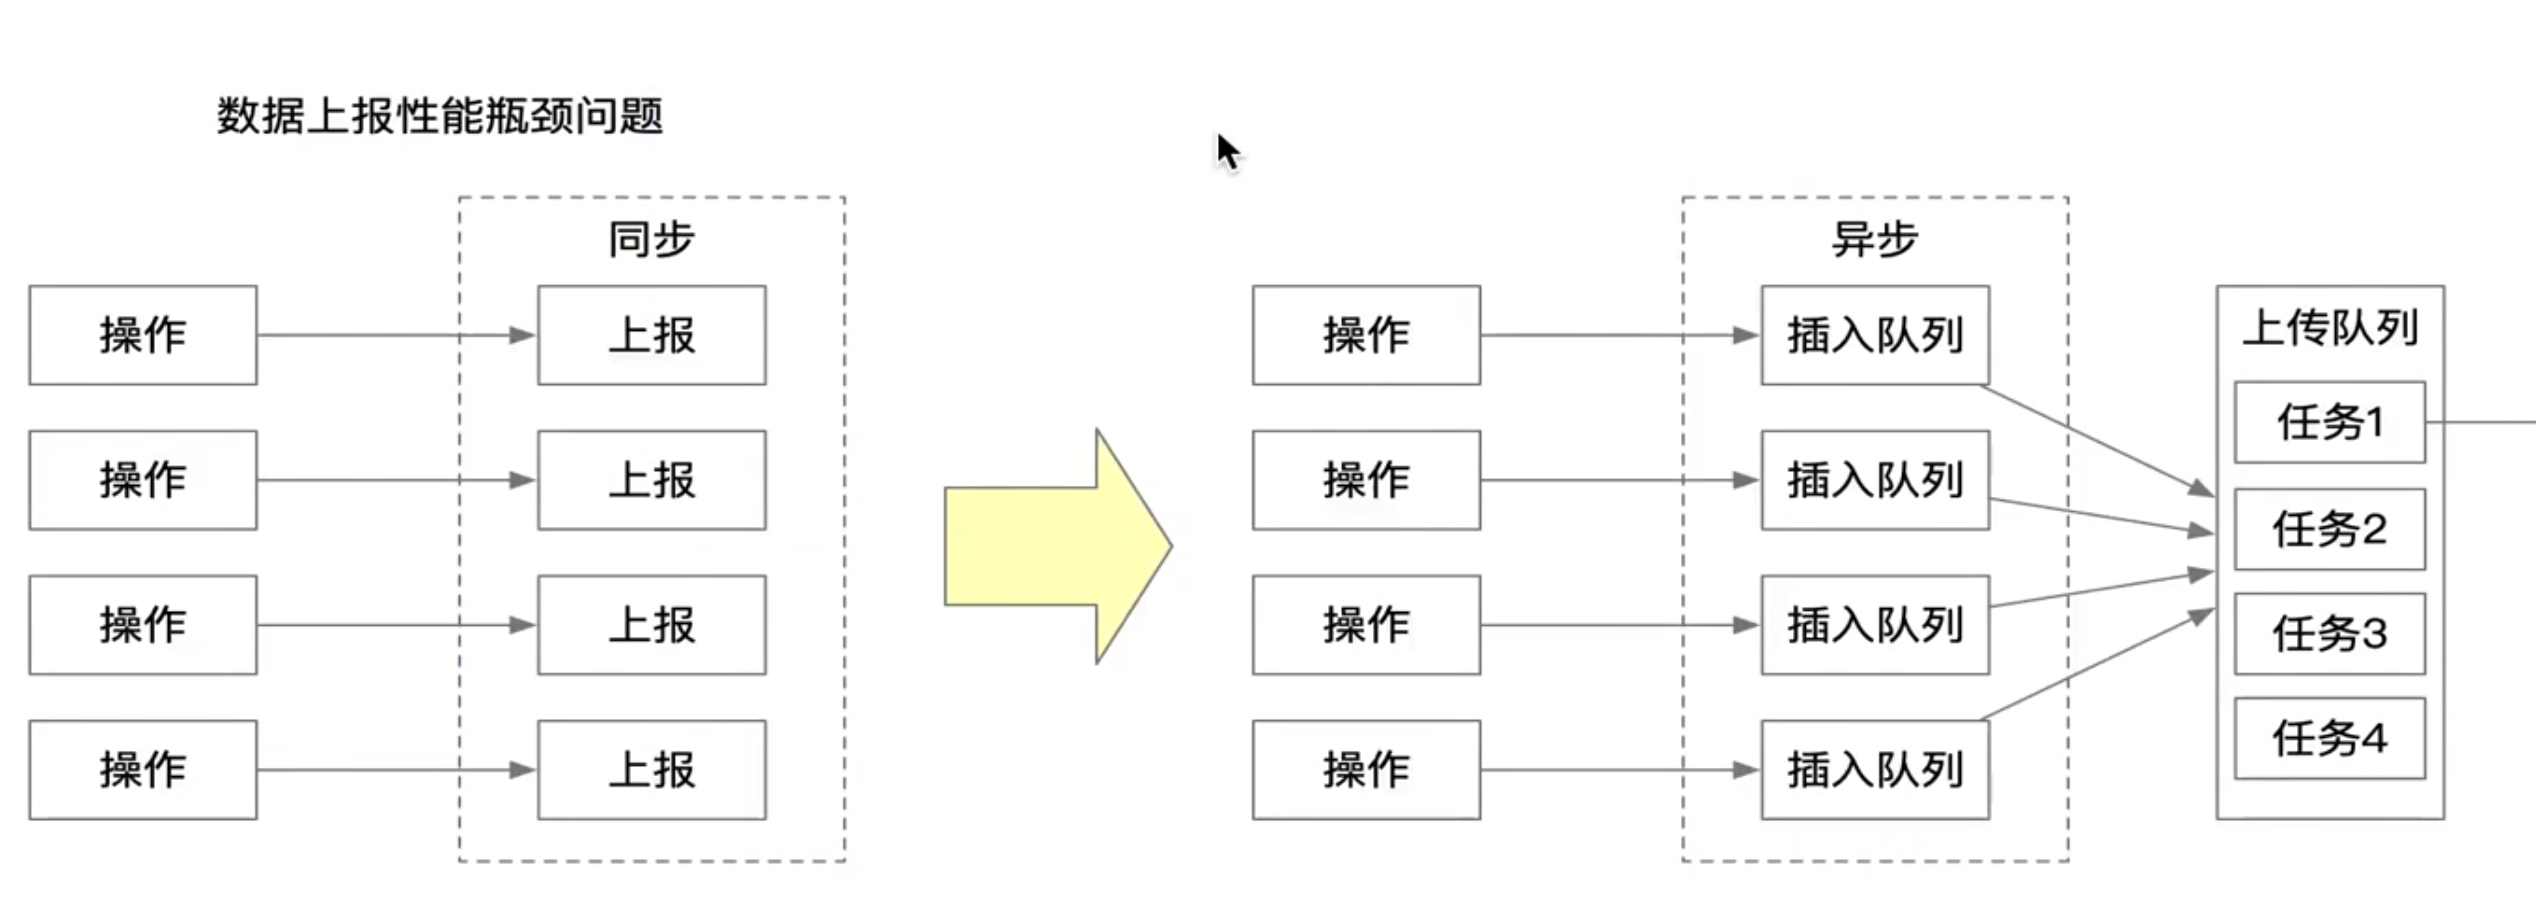 数据上报性能瓶颈问题
同步
操作
上报
操作
上报
操作
上报
操作
上报
异步
操作
插入队列
操作
插入队列
操作
插入队列
操作
插入队列
上传队列
任务1
任务2
任务3
任务4